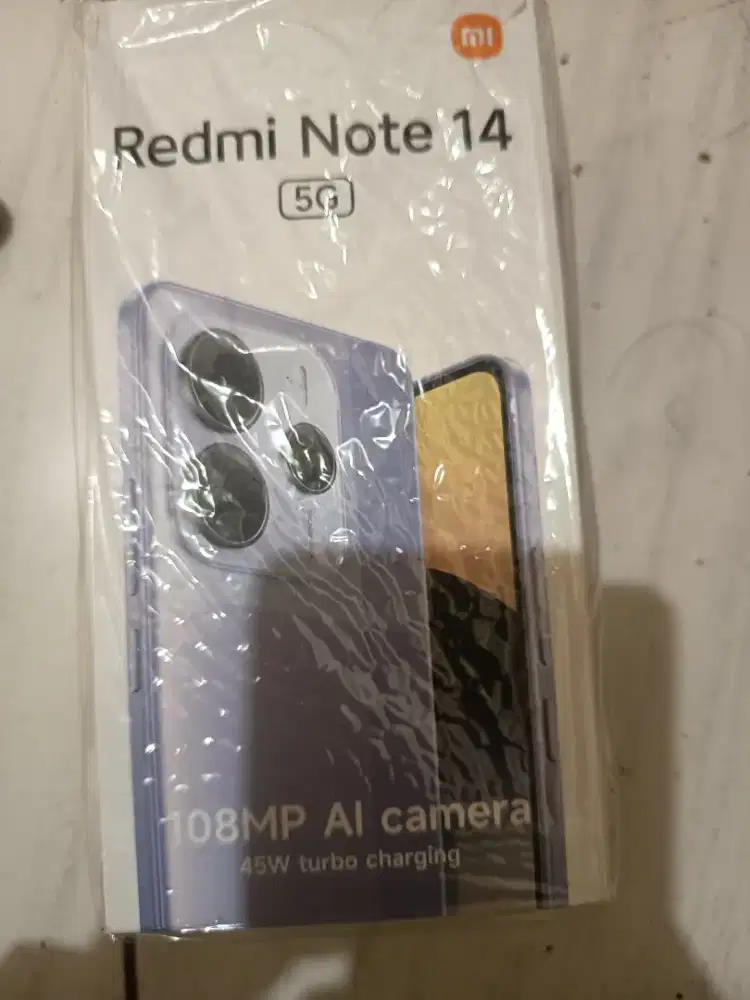 mi
Redmi Note 14
5G
108MP AI camera
45W turbo charging